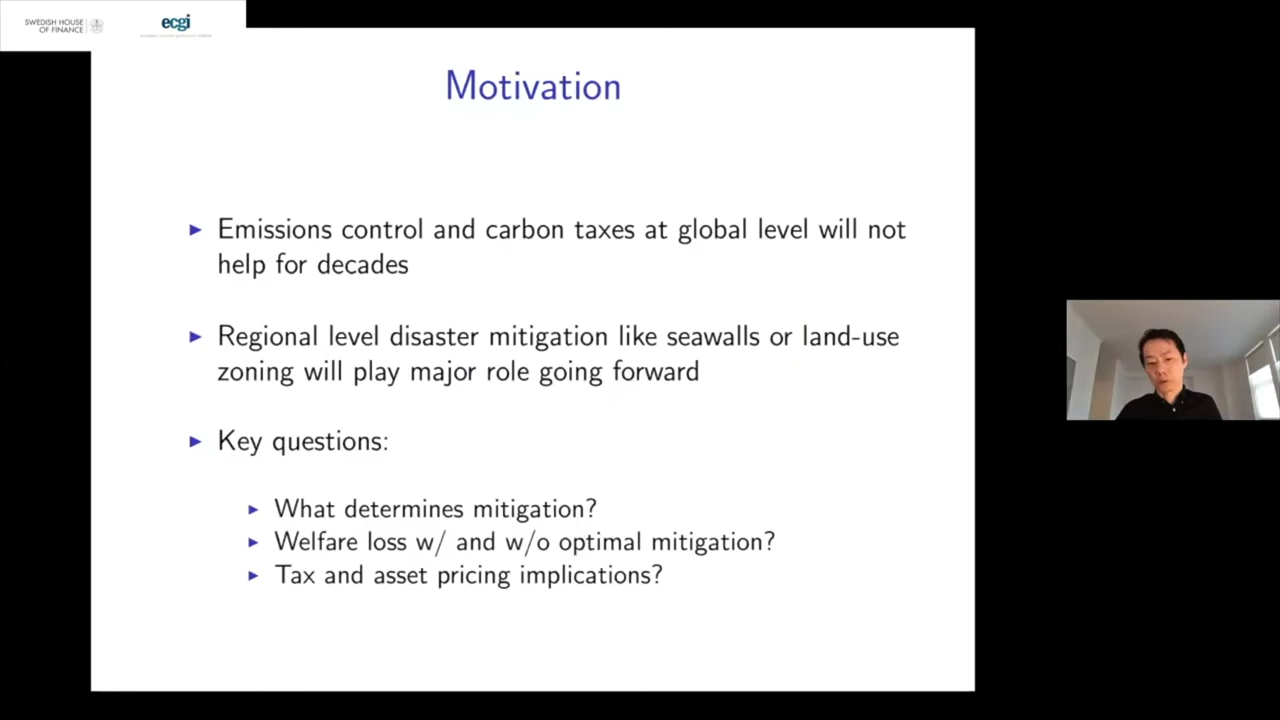 SWEDISH HOUSE
OF FINANCE
ecgi
Motivation
Emissions control and carbon taxes at global level will not
help for decades
Regional level disaster mitigation like seawalls or land-use
zoning will play major role going forward
Key questions:
What determines mitigation?
Welfare loss w/ and w/o optimal mitigation?
Tax and asset pricing implications?